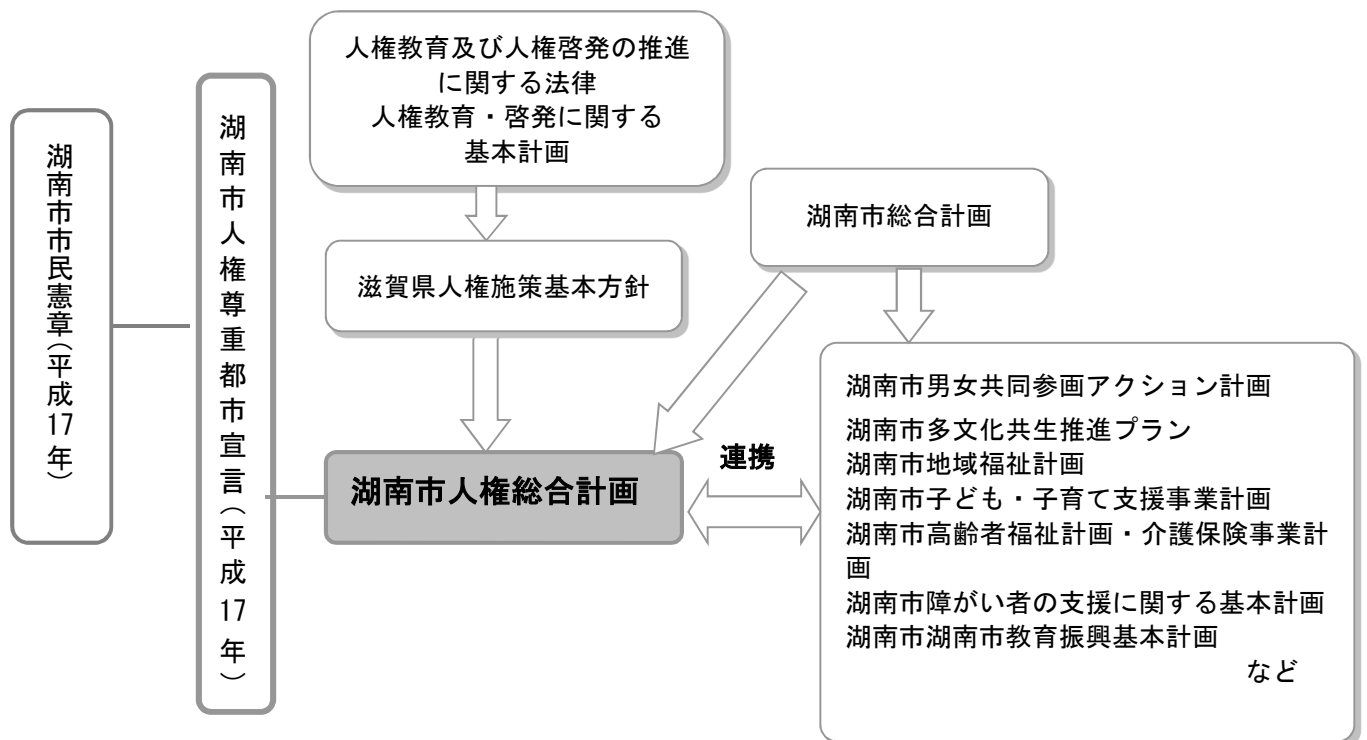 湖南市市民憲章（平成17年）
湖南市人権尊重都市宣言（平成17年）
人権教育及び人権啓発の推進
に関する法律
人権教育・啓発に関する
基本計画
滋賀県人権施策基本方針
湖南市総合計画
湖南市人権総合計画
連携
湖南市男女共同参画アクション計画
湖南市多文化共生推進プラン
湖南市地域福祉計画
湖南市子ども・子育て支援事業計画
湖南市高齢者福祉計画・介護保険事業計
画
湖南市障がい者の支援に関する基本計画
湖南市湖南市教育振興基本計画
など